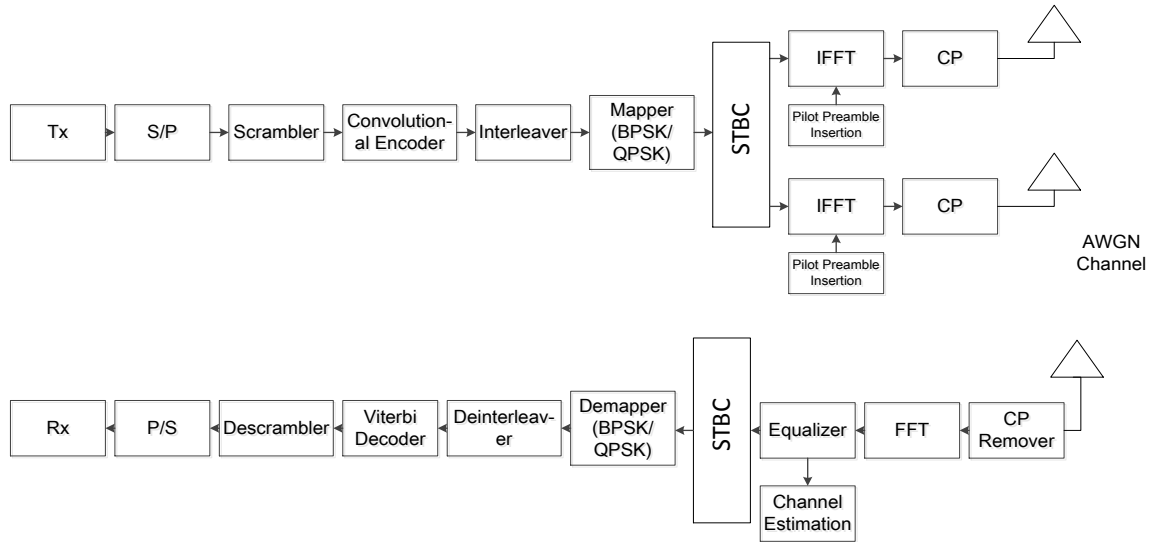 Tx
S/P
Scrambler
Convolution-
al Encoder
Interleaver
Mapper
(BPSK/
QPSK)
STBC
IFFT
CP
Pilot Preamble
Insertion
IFFT
CP
Pilot Preamble
Insertion
AWGN
Channel
Rx
P/S
Descrambler
Viterbi
Decoder
Deinterleav-
er
Demapper
(BPSK/
QPSK)
STBC
Equalizer
FFT
CP
Remover
Channel
Estimation